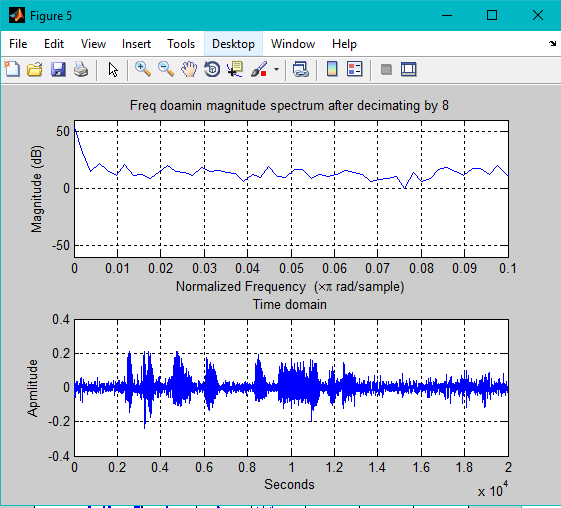 Figure 5
File Edit View Insert Tools Desktop Window Help
Freq doamin magnitude spectrum after decimating by 8
Magnitude (dB)
50
0
-50
0 0.01 0.02 0.03 0.04 0.05 0.06 0.07 0.08 0.09 0.1
Normalized Frequency (×π rad/sample)
Time domain
Apmlitude
0.4
0.2
0
-0.2
-0.4
0 0.2 0.4 0.6 0.8 1 1.2 1.4 1.6 1.8 2
Seconds
x 10^4